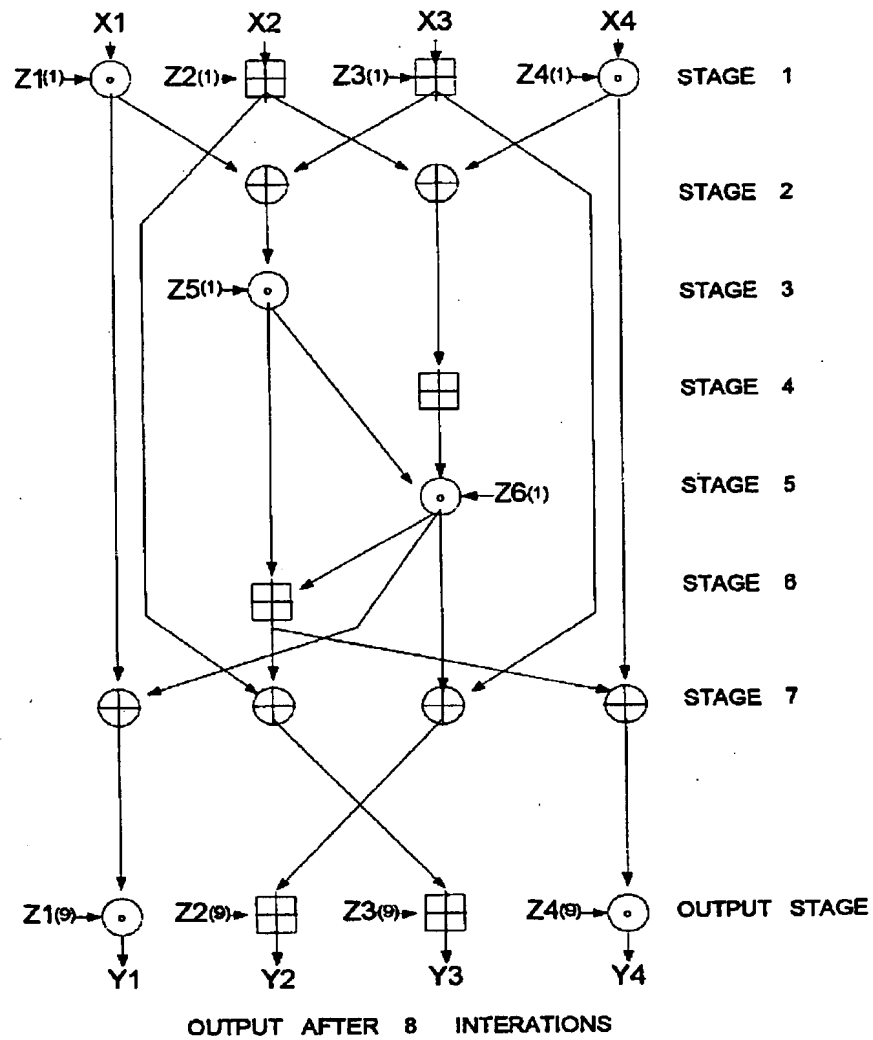 X1 X2 X3 X4
Z1(1) Z2(1) Z3(1) Z4(1) STAGE 1
STAGE 2
Z5(1) STAGE 3
STAGE 4
Z6(1) STAGE 5
STAGE 6
STAGE 7
Z1(9) Z2(9) Z3(9) Z4(9) OUTPUT STAGE
Y1 Y2 Y3 Y4
OUTPUT AFTER 8 INTERATIONS